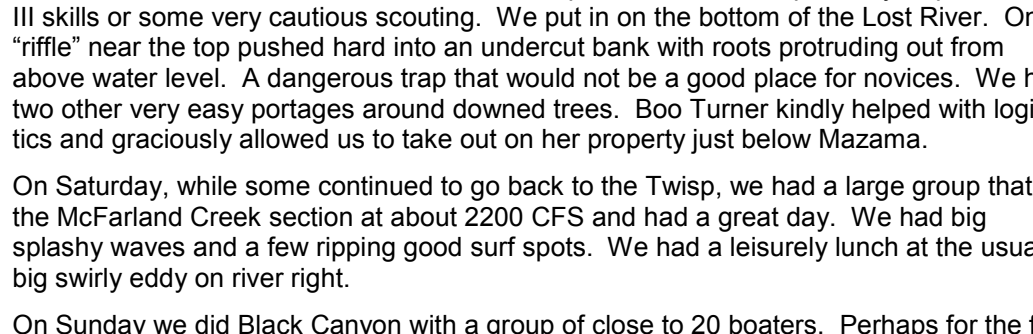 III skills or some very cautious scouting.  We put in on the bottom of the Lost River.
“riffle” near the top pushed hard into an undercut bank with roots protruding out from
above water level.  A dangerous trap that would not be a good place for novices.  We
two other very easy portages around downed trees.  Boo Turner kindly helped with
tics and graciously allowed us to take out on her property just below Mazama.
On Saturday, while some continued to go back to the Twisp, we had a large group that
the McFarland Creek section at about 2200 CFS and had a great day.  We had big
splashy waves and a few ripping good surf spots.  We had a leisurely lunch at the
big swirly eddy on river right.
On Sunday we did Black Canyon with a group of close to 20 boaters.  Perhaps for the